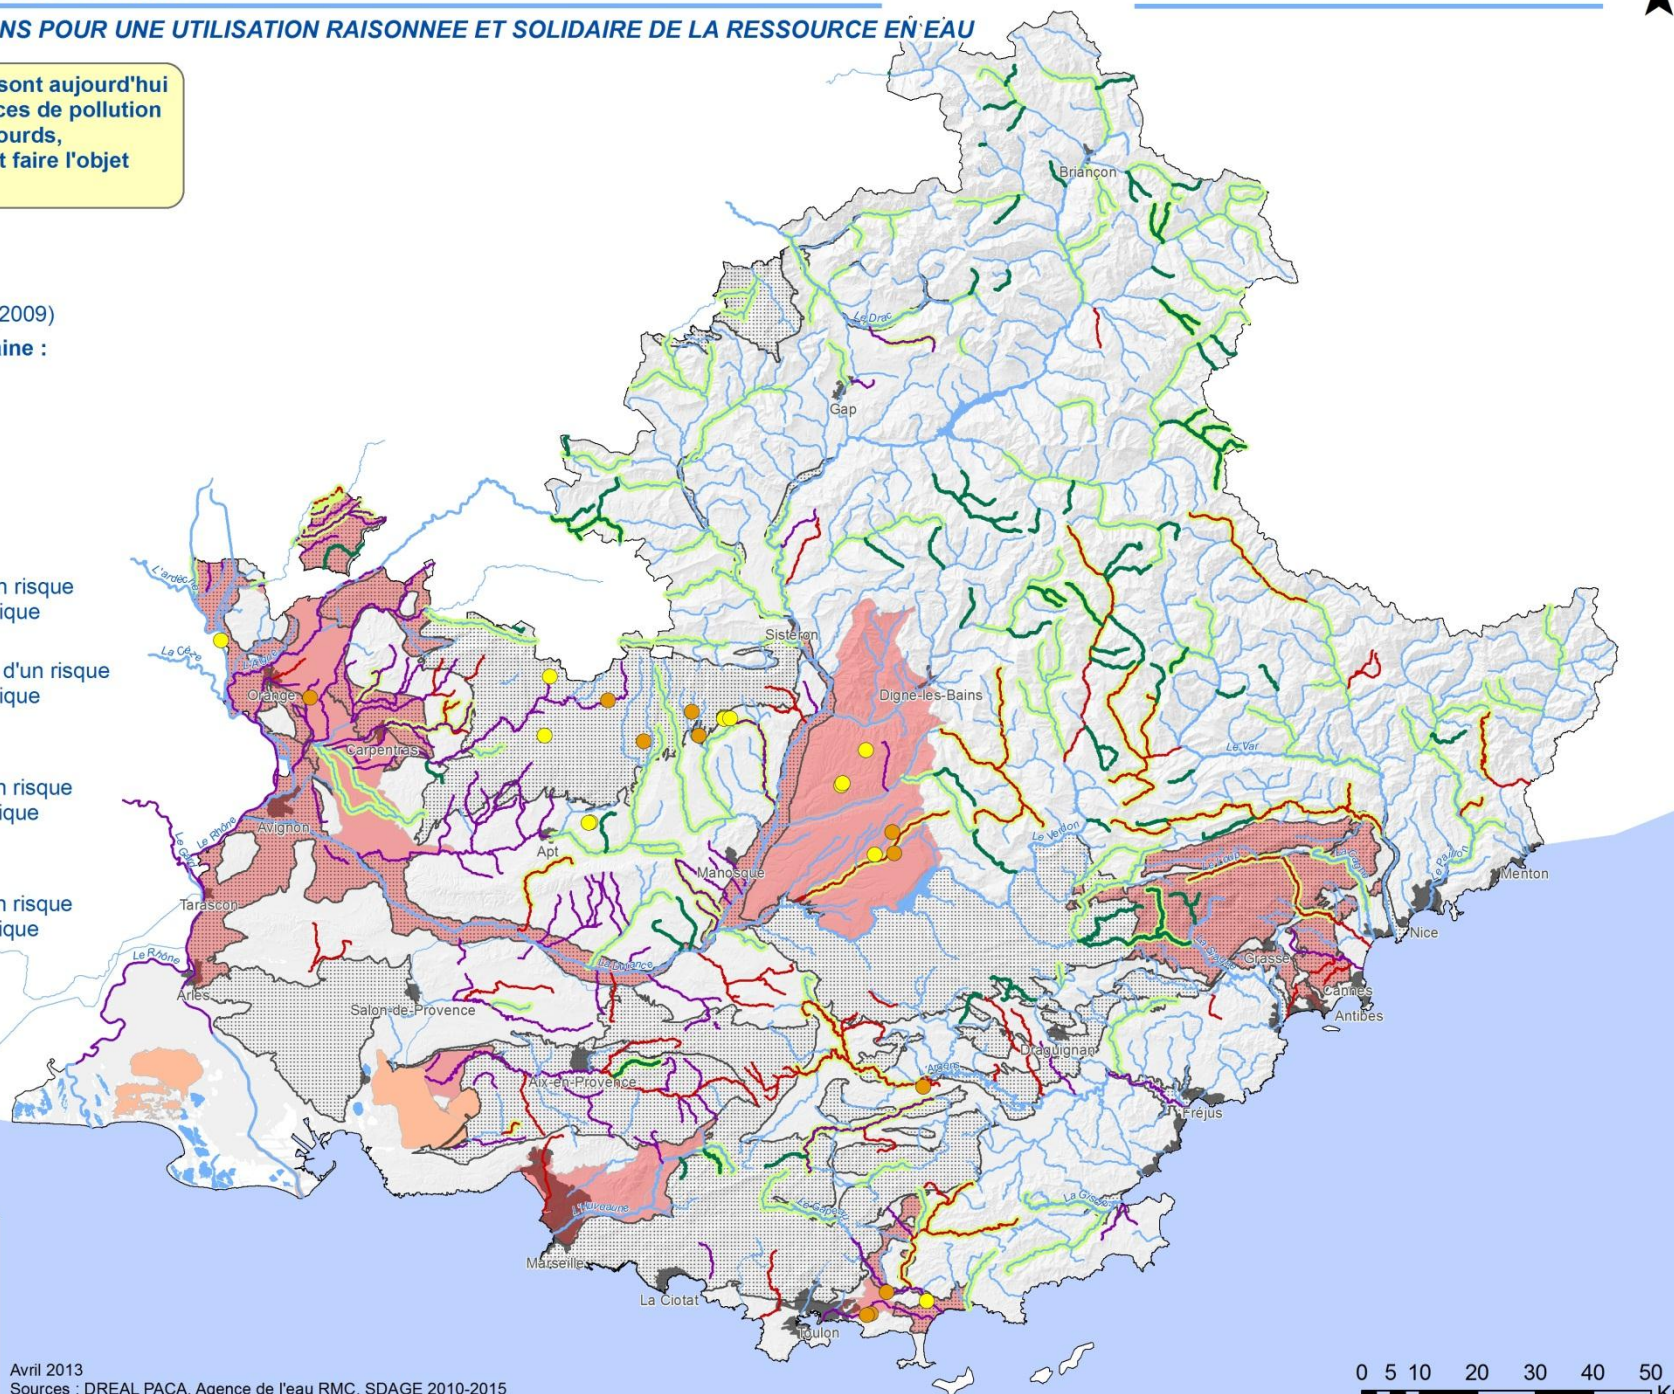 NS POUR UNE UTILISATION RAISONNEE ET SOLIDAIRE DE LA RESSOURCE EN EAU
sont aujourd'hui
ces de pollution
ourds,
t faire l'objet
2009)
ine :
n risque
ique
d'un risque
ique
n risque
ique
n risque
ique
Briançon
Le Drac
Gap
L'ardèche
La Cèze
Sisteron
Orange
Digne-les-Bains
Carpentras
Le Var
Avignon
Le Rhône
Le Verdon
Apt
Manosque
Menton
Tarascon
Nice
Le Rhône
La Durance
Grasse
Arles
Cannes
Salon-de-Provence
Antibes
Draguignan
L'Argens
Aix-en-Provence
Fréjus
Le Gapeau
L'Huveaune
Marseille
La Ciotat
Toulon
Avril 2013
Sources : DREAL PACA, Agence de l'eau RMC, SDAGE 2010-2015
0 5 10 20 30 40 50